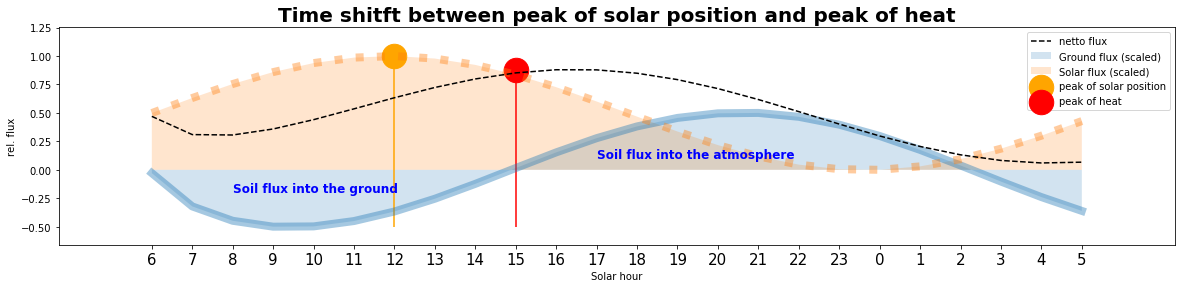 Time shitft between peak of solar position and peak of heat
1.25
1.00
0.75
0.50
0.25
0.00
−0.25
−0.50
rel. flux
netto flux
Ground flux (scaled)
Solar flux (scaled)
peak of solar position
peak of heat
Soil flux into the atmosphere
Soil flux into the ground
6 7 8 9 10 11 12 13 14 15 16 17 18 19 20 21 22 23 0 1 2 3 4 5
Solar hour